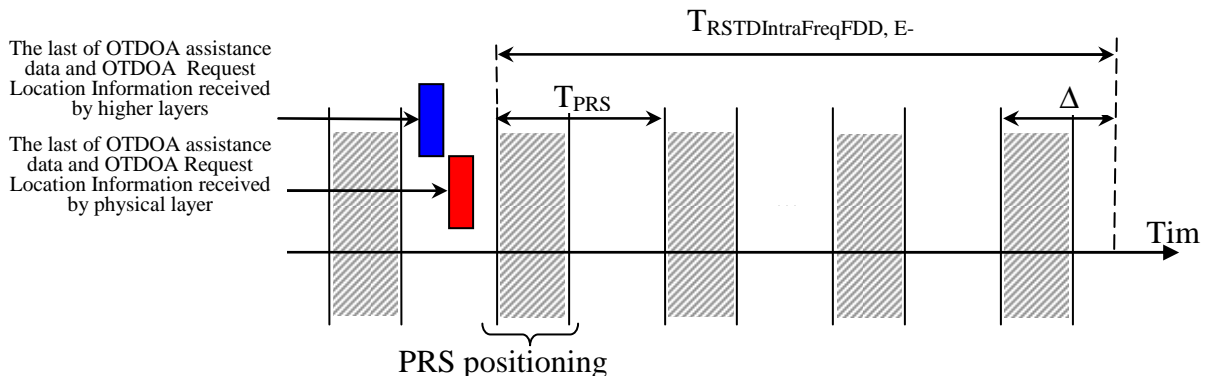 T_RSTDIntraFreqFDD, E-
The last of OTDOA assistance
data and OTDOA Request
Location Information received
by higher layers
T_PRS
Δ
The last of OTDOA assistance
data and OTDOA Request
Location Information received
by physical layer
. . .
Tim
PRS positioning